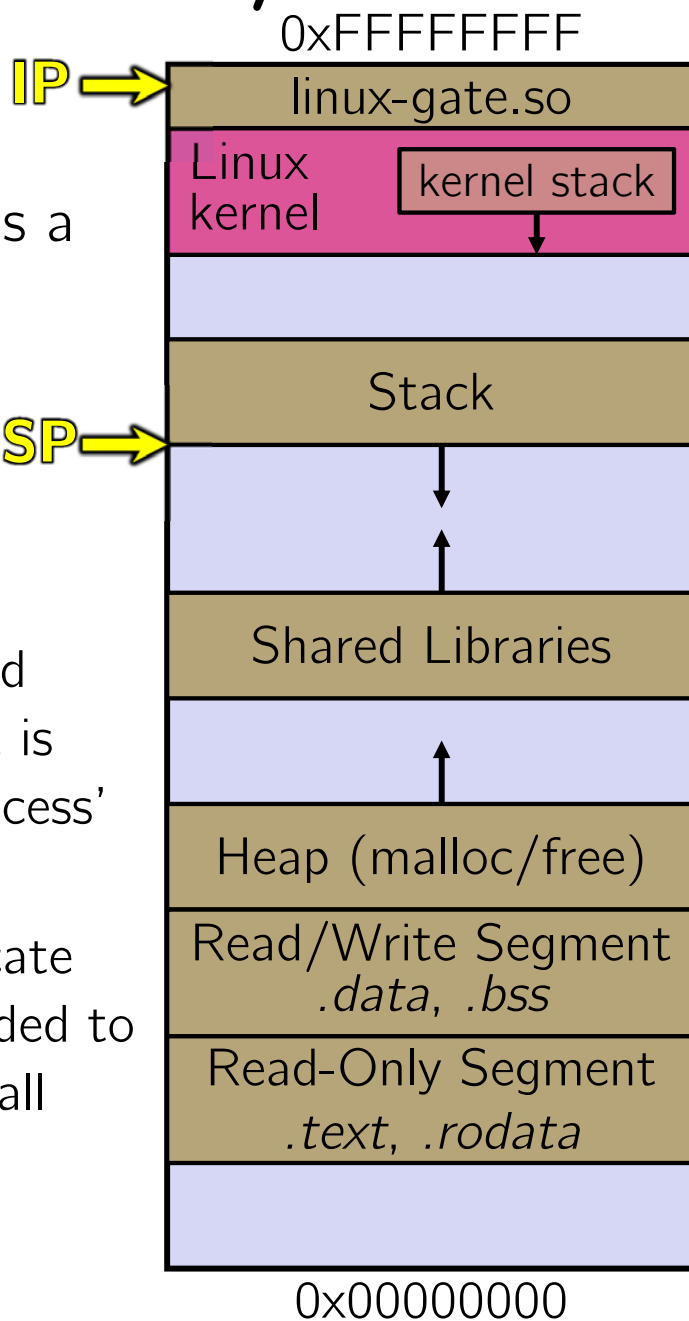 0xFFFFFFFF
IP
linux-gate.so
Linux
kernel
kernel stack
s a
Stack
SP
Shared Libraries
d
is
cess’
Heap (malloc/free)
Read/Write Segment
.data, .bss
cate
ded to
Read-Only Segment
all
.text, .rodata
0x00000000